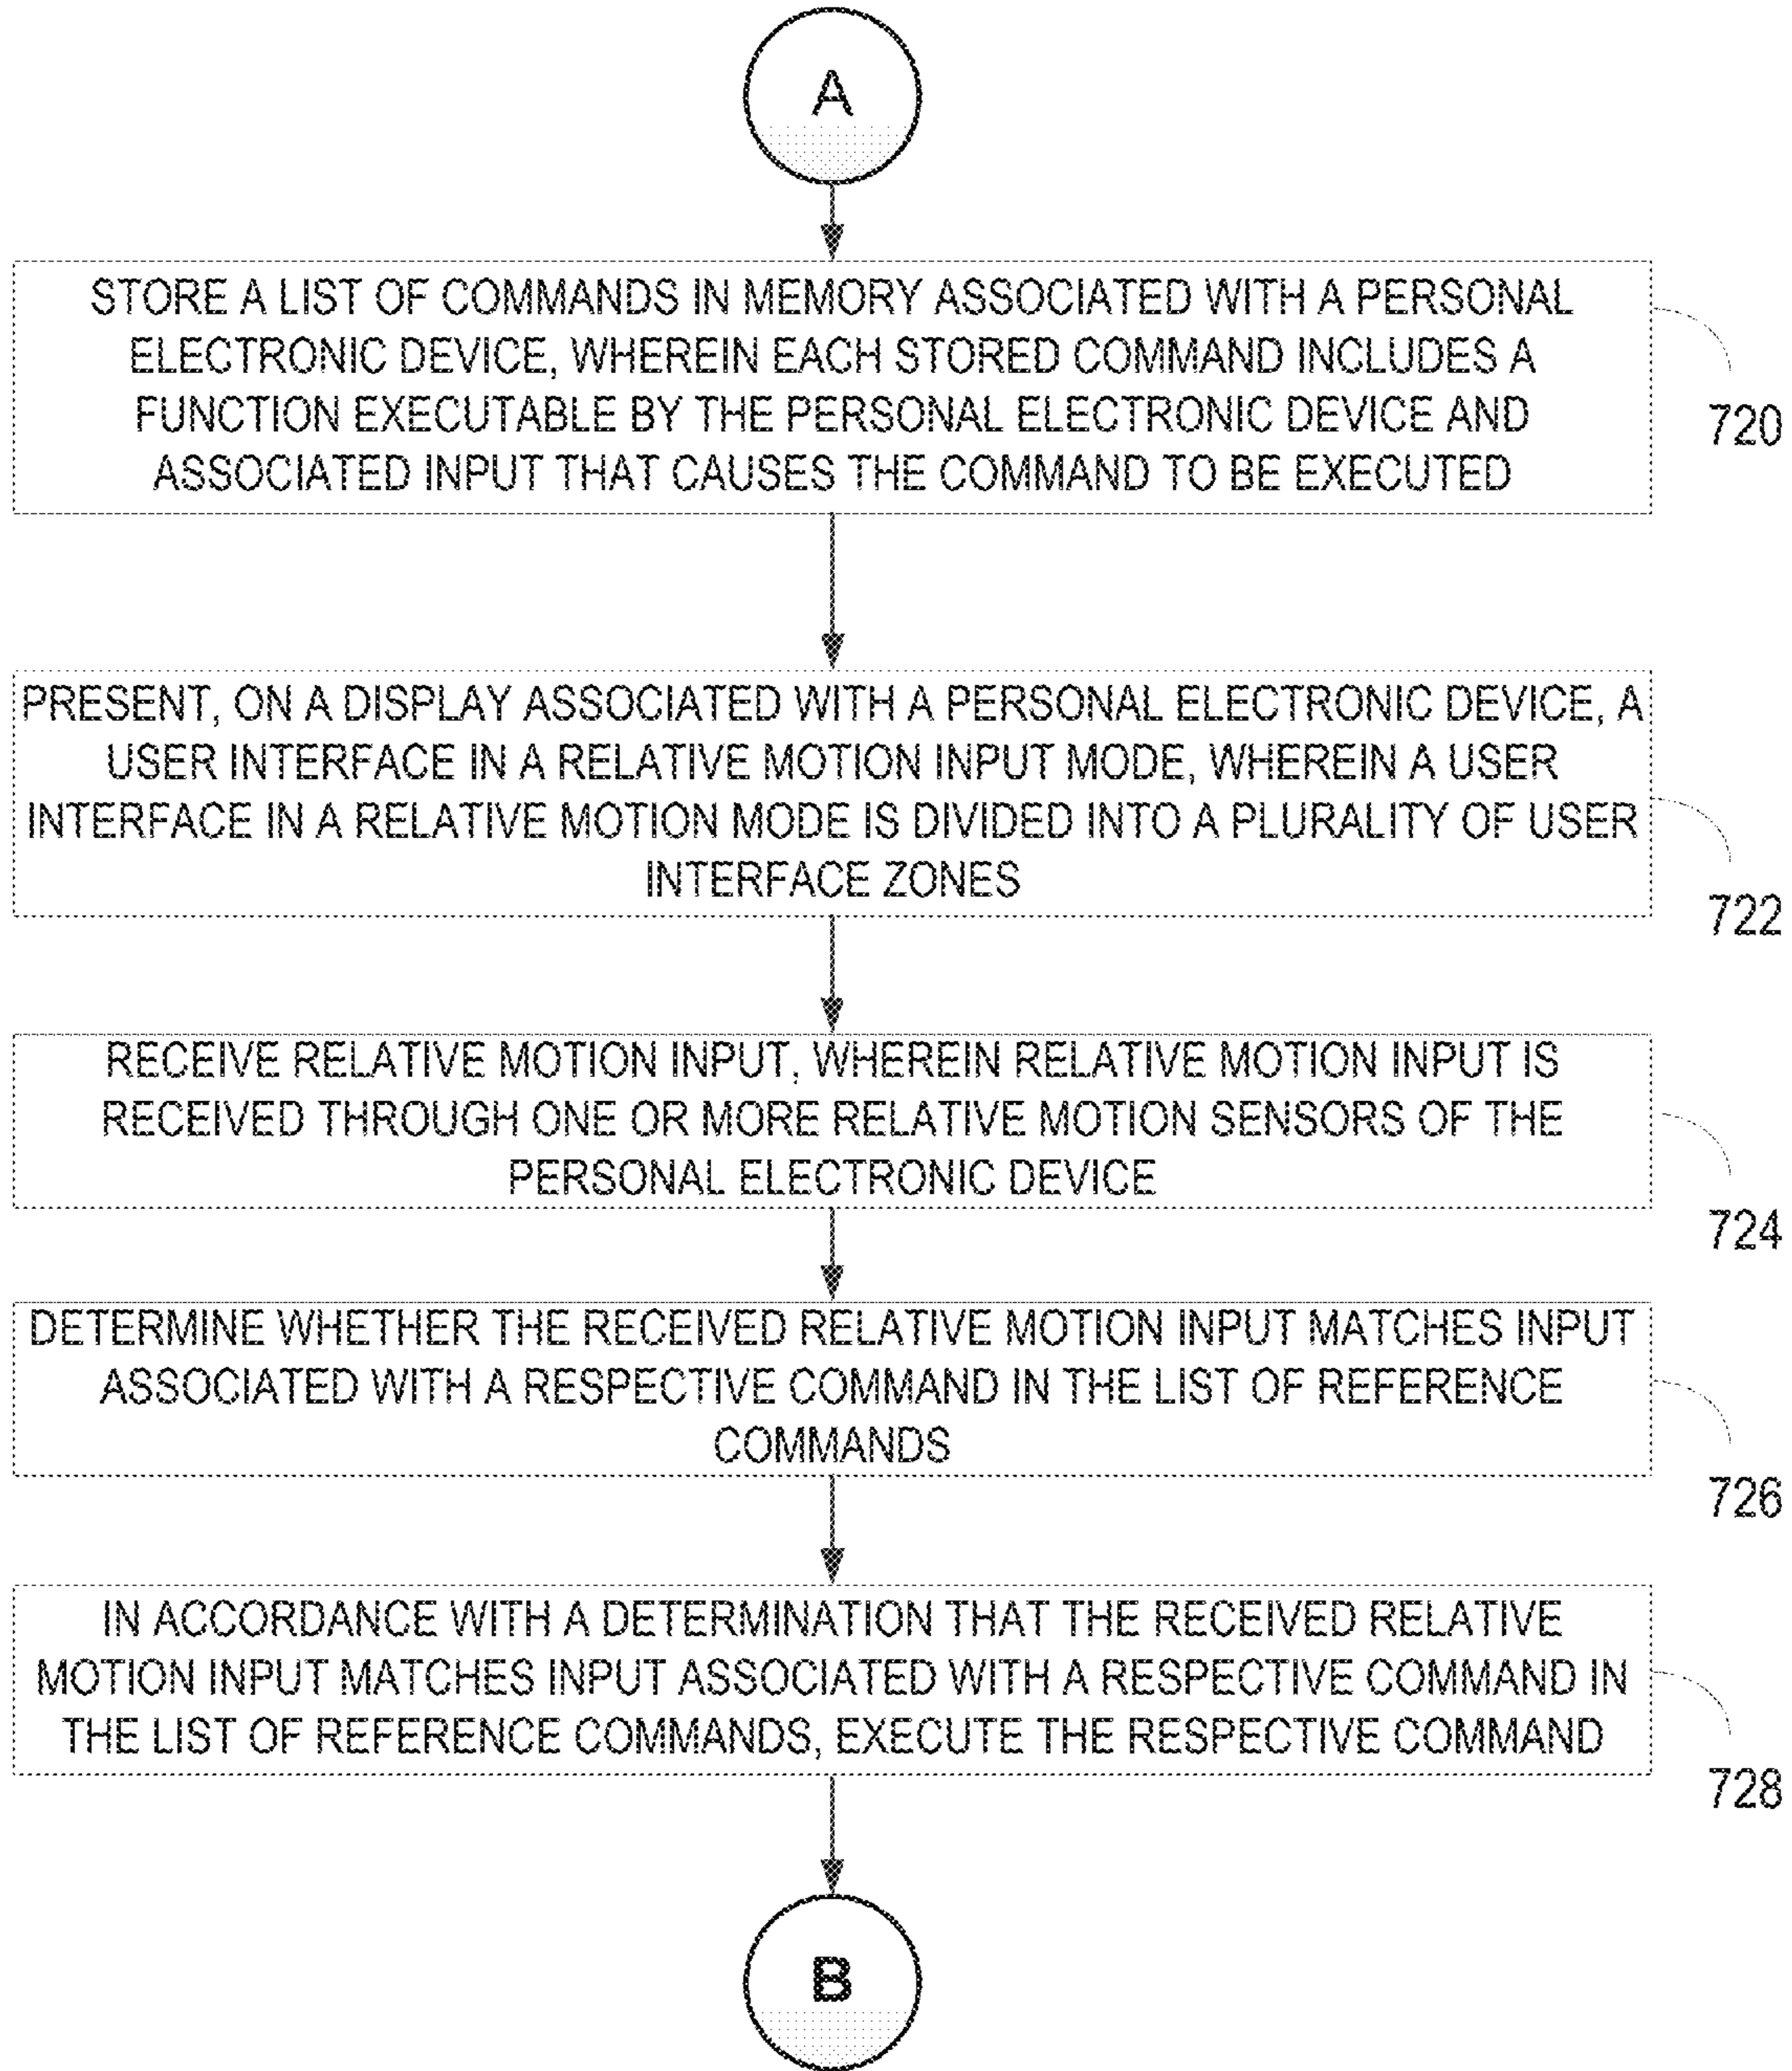 A
STORE A LIST OF COMMANDS IN MEMORY ASSOCIATED WITH A PERSONAL
ELECTRONIC DEVICE, WHEREIN EACH STORED COMMAND INCLUDES A
FUNCTION EXECUTABLE BY THE PERSONAL ELECTRONIC DEVICE AND
ASSOCIATED INPUT THAT CAUSES THE COMMAND TO BE EXECUTED
720
PRESENT, ON A DISPLAY ASSOCIATED WITH A PERSONAL ELECTRONIC DEVICE, A
USER INTERFACE IN A RELATIVE MOTION INPUT MODE, WHEREIN A USER
INTERFACE IN A RELATIVE MOTION MODE IS DIVIDED INTO A PLURALITY OF USER
INTERFACE ZONES
722
RECEIVE RELATIVE MOTION INPUT, WHEREIN RELATIVE MOTION INPUT IS
RECEIVED THROUGH ONE OR MORE RELATIVE MOTION SENSORS OF THE
PERSONAL ELECTRONIC DEVICE
724
DETERMINE WHETHER THE RECEIVED RELATIVE MOTION INPUT MATCHES INPUT
ASSOCIATED WITH A RESPECTIVE COMMAND IN THE LIST OF REFERENCE
COMMANDS
726
IN ACCORDANCE WITH A DETERMINATION THAT THE RECEIVED RELATIVE
MOTION INPUT MATCHES INPUT ASSOCIATED WITH A RESPECTIVE COMMAND IN
THE LIST OF REFERENCE COMMANDS, EXECUTE THE RESPECTIVE COMMAND
728
B